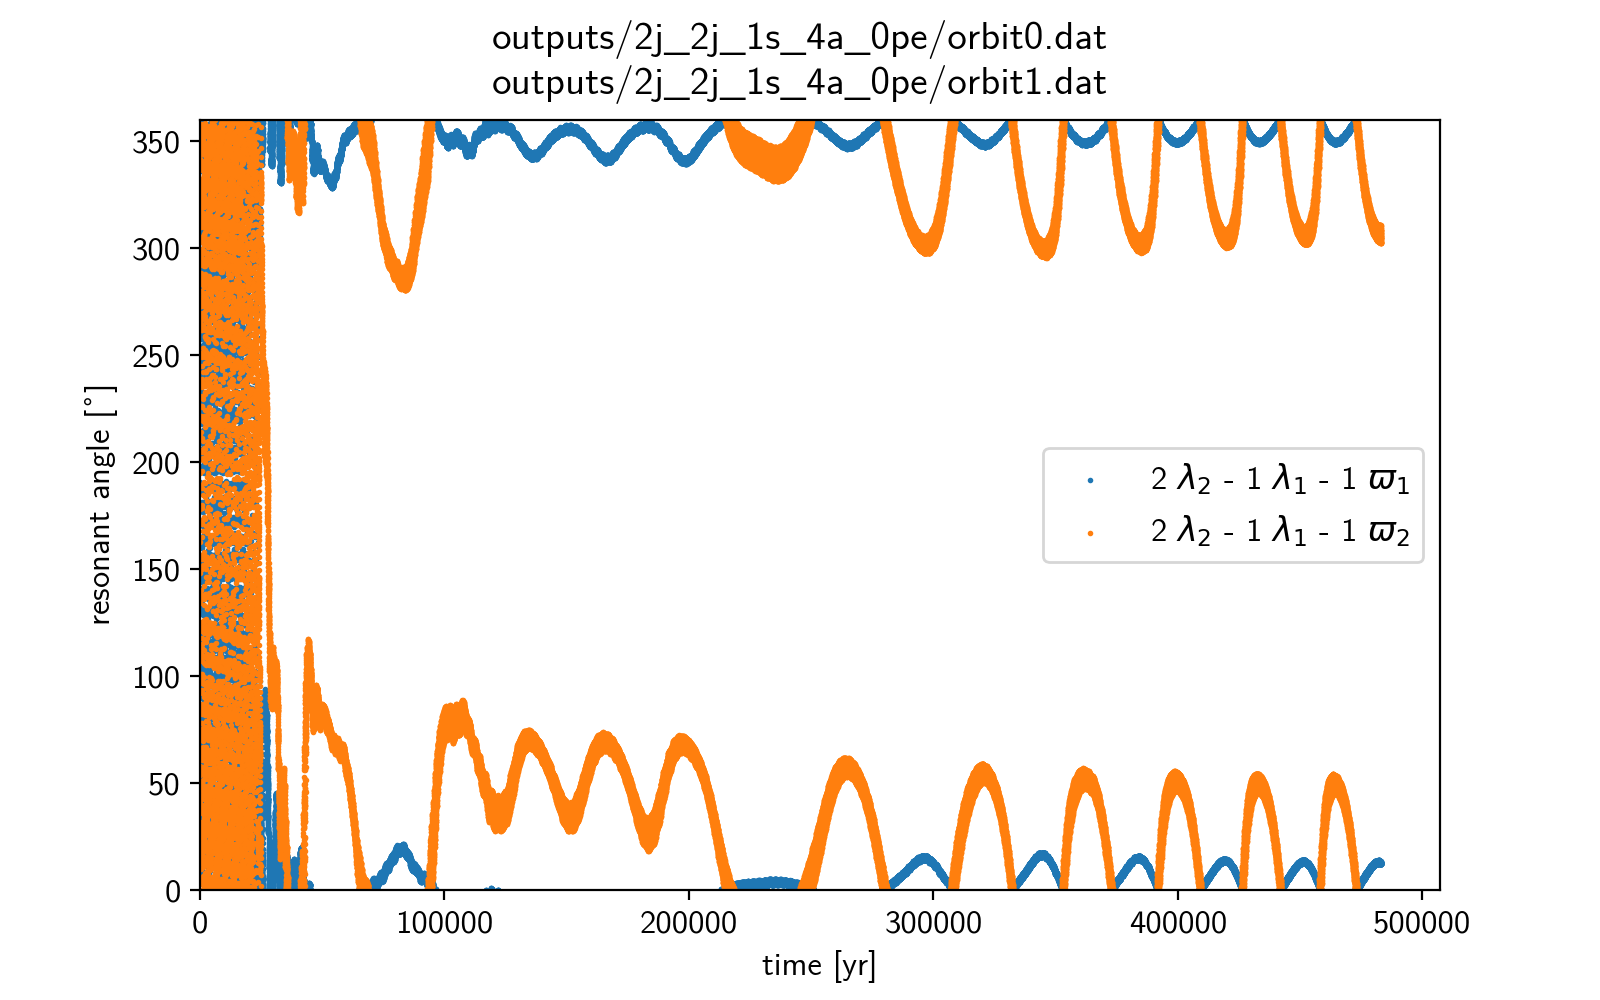 outputs/2j_2j_1s_4a_0pe/orbit0.dat
outputs/2j_2j_1s_4a_0pe/orbit1.dat
350
300
250
200
150
100
50
0
resonant angle [°]
2 λ₂ - 1 λ₁ - 1 ϖ₁
2 λ₂ - 1 λ₁ - 1 ϖ₂
0 100000 200000 300000 400000 500000
time [yr]